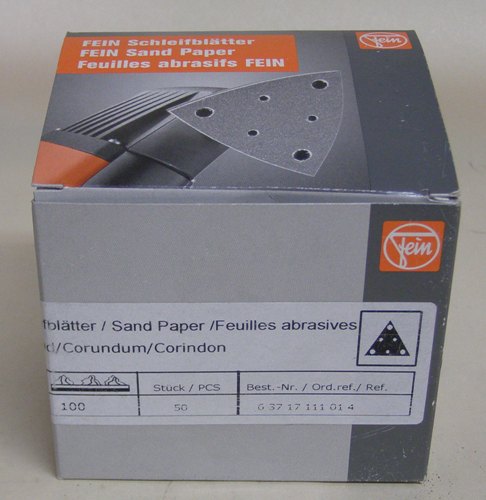 FEIN Schleifblätter
FEIN Sand Paper
Feuilles abrasifs FEIN
Fein
Fein
fblätter / Sand Paper /Feuilles abrasives
d/Corundum/Corindon
Stück / PCS
Best.-Nr. / Ord.ref./ Ref.
100
50
6 37 17 111 01 4